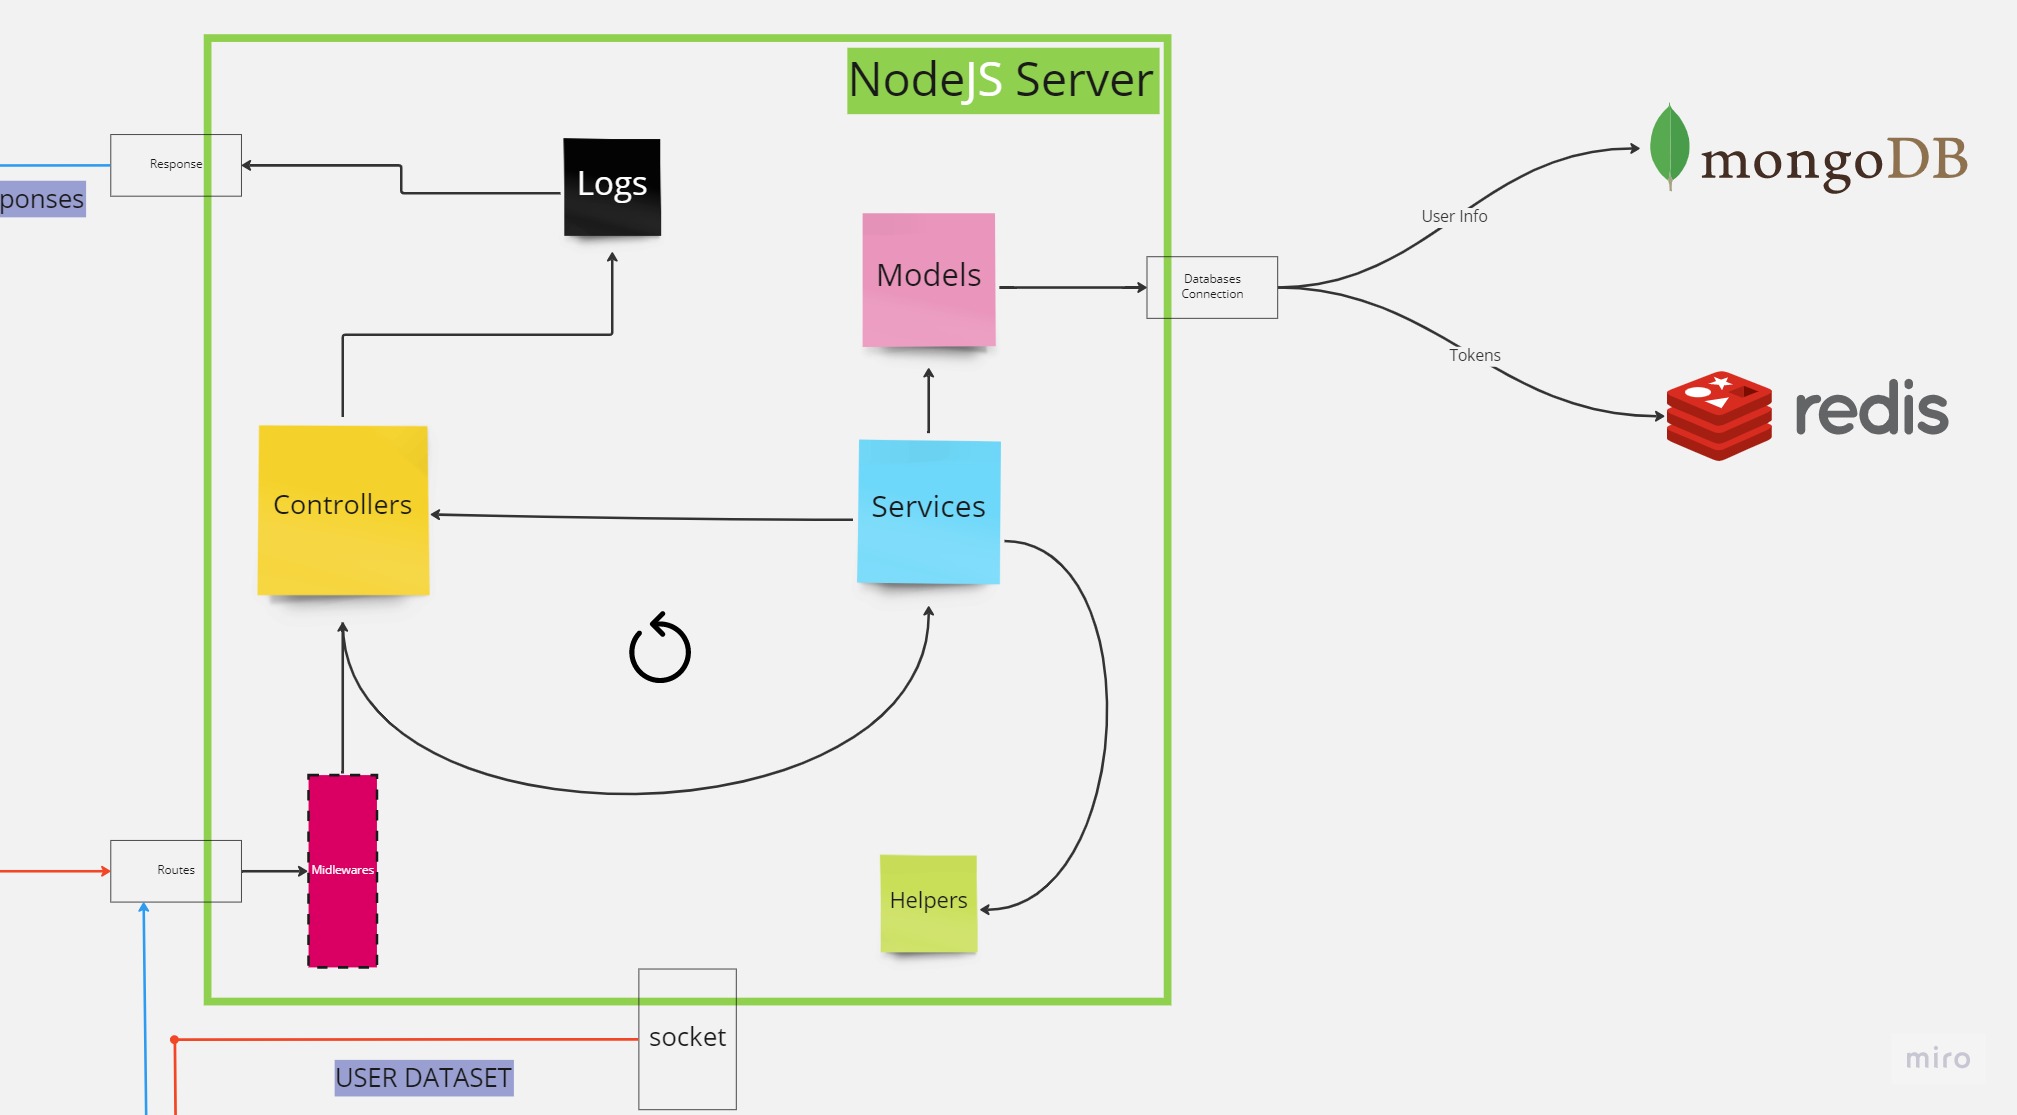 NodeJS Server
Response
ponses
Logs
mongoDB
User Info
Models
Databases
Connection
Tokens
redis
Controllers
Services
Routes
Midlewares
Helpers
socket
USER DATASET
miro